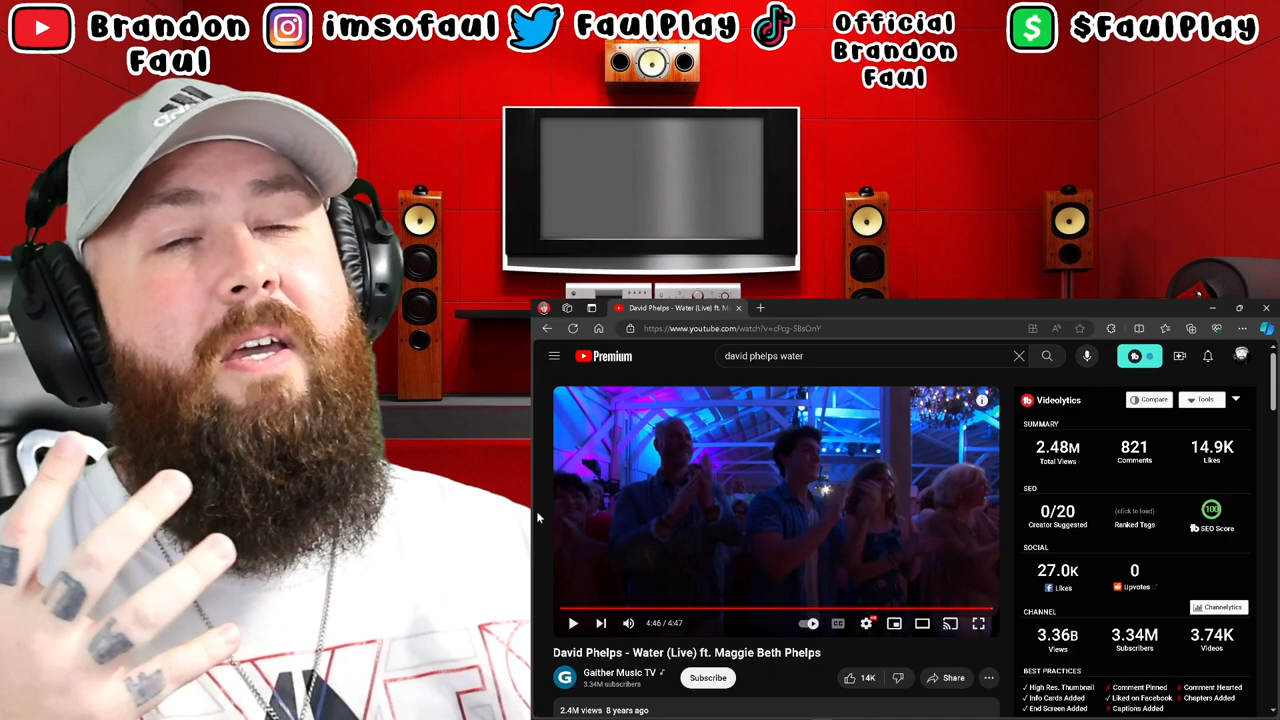 Brandon
Faul
imsofaul
FaulPlay
Official
Brandon
Faul
$
$FaulPlay
adidas
David Phelps - Water (Live) ft. M
https://www.youtube.com/watch?v=cPcg-SBsOnY
Premium
david phelps water
Videolytics
Compare
Tools
SUMMARY
2.48M 821 14.9K
Total Views Comments Likes
SEO
0/20 (click to load) 100
Creator Suggested Ranked Tags SEO Score
SOCIAL
27.0K 0
Likes Upvotes
CHANNEL
Channelytics
3.36B 3.34M 3.74K
Views Subscribers Videos
BEST PRACTICES
✓ High Res. Thumbnail x Comment Pinned x Comment Hearted
✓ Info Cards Added ✓ Liked on Facebook x Chapters Added
✓ End Screen Added x Captions Added
4:46 / 4:47
David Phelps - Water (Live) ft. Maggie Beth Phelps
G
Gaither Music TV
3.34M subscribers
Subscribe
14K
Share
2.4M views 8 years ago